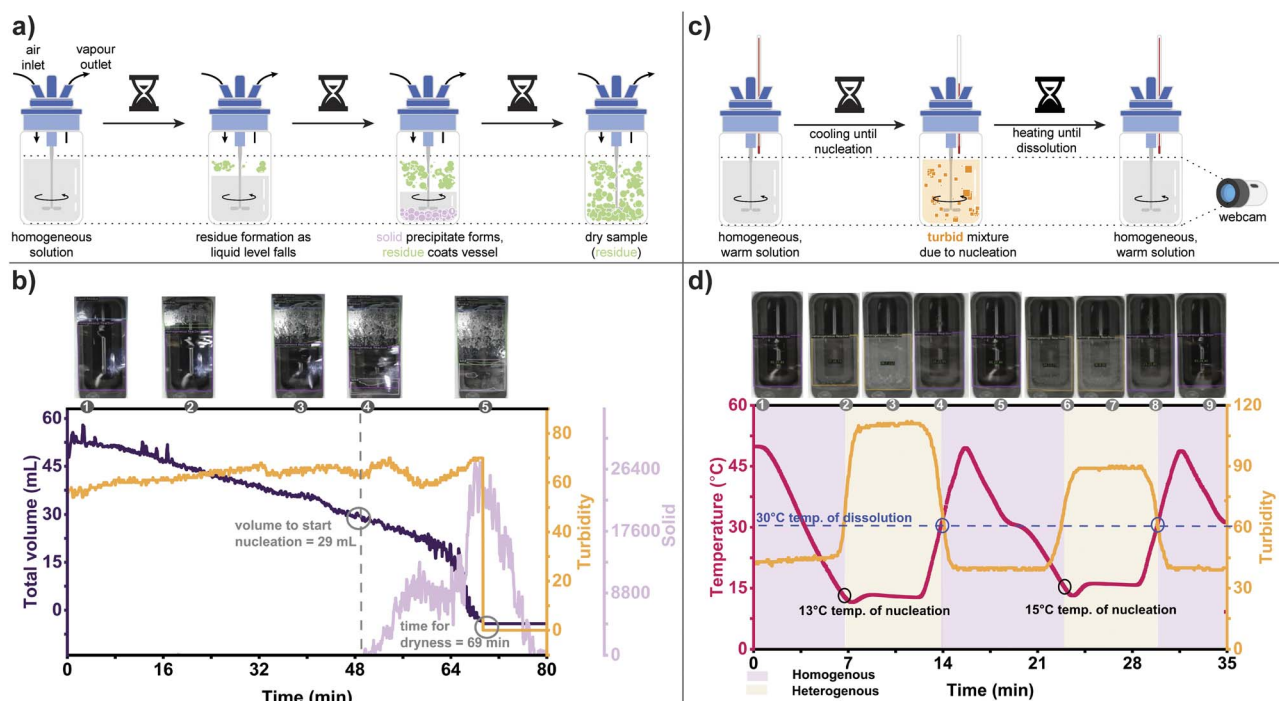 a)
air
inlet
vapour
outlet
homogeneous
solution
residue formation as
liquid level falls
solid precipitate forms,
residue coats vessel
dry sample
(residue)
c)
cooling until
nucleation
heating until
dissolution
webcam
homogeneous,
warm solution
turbid mixture
due to nucleation
homogeneous,
warm solution
b)
1
2
3
4
5
Total volume (mL)
60
45
30
15
0
volume to start
nucleation = 29 mL
time for
dryness = 69 min
0
16
32
48
64
80
Time (min)
80
60
40
20
0
Turbidity
26400
17600
8800
0
Solid
d)
1
2
3
4
5
6
7
8
9
Temperature (°C)
60
45
30
15
0
30°C temp. of dissolution
13°C temp. of nucleation
15°C temp. of nucleation
120
90
60
30
0
Turbidity
0
7
14
21
28
35
Time (min)
Homogenous
Heterogenous